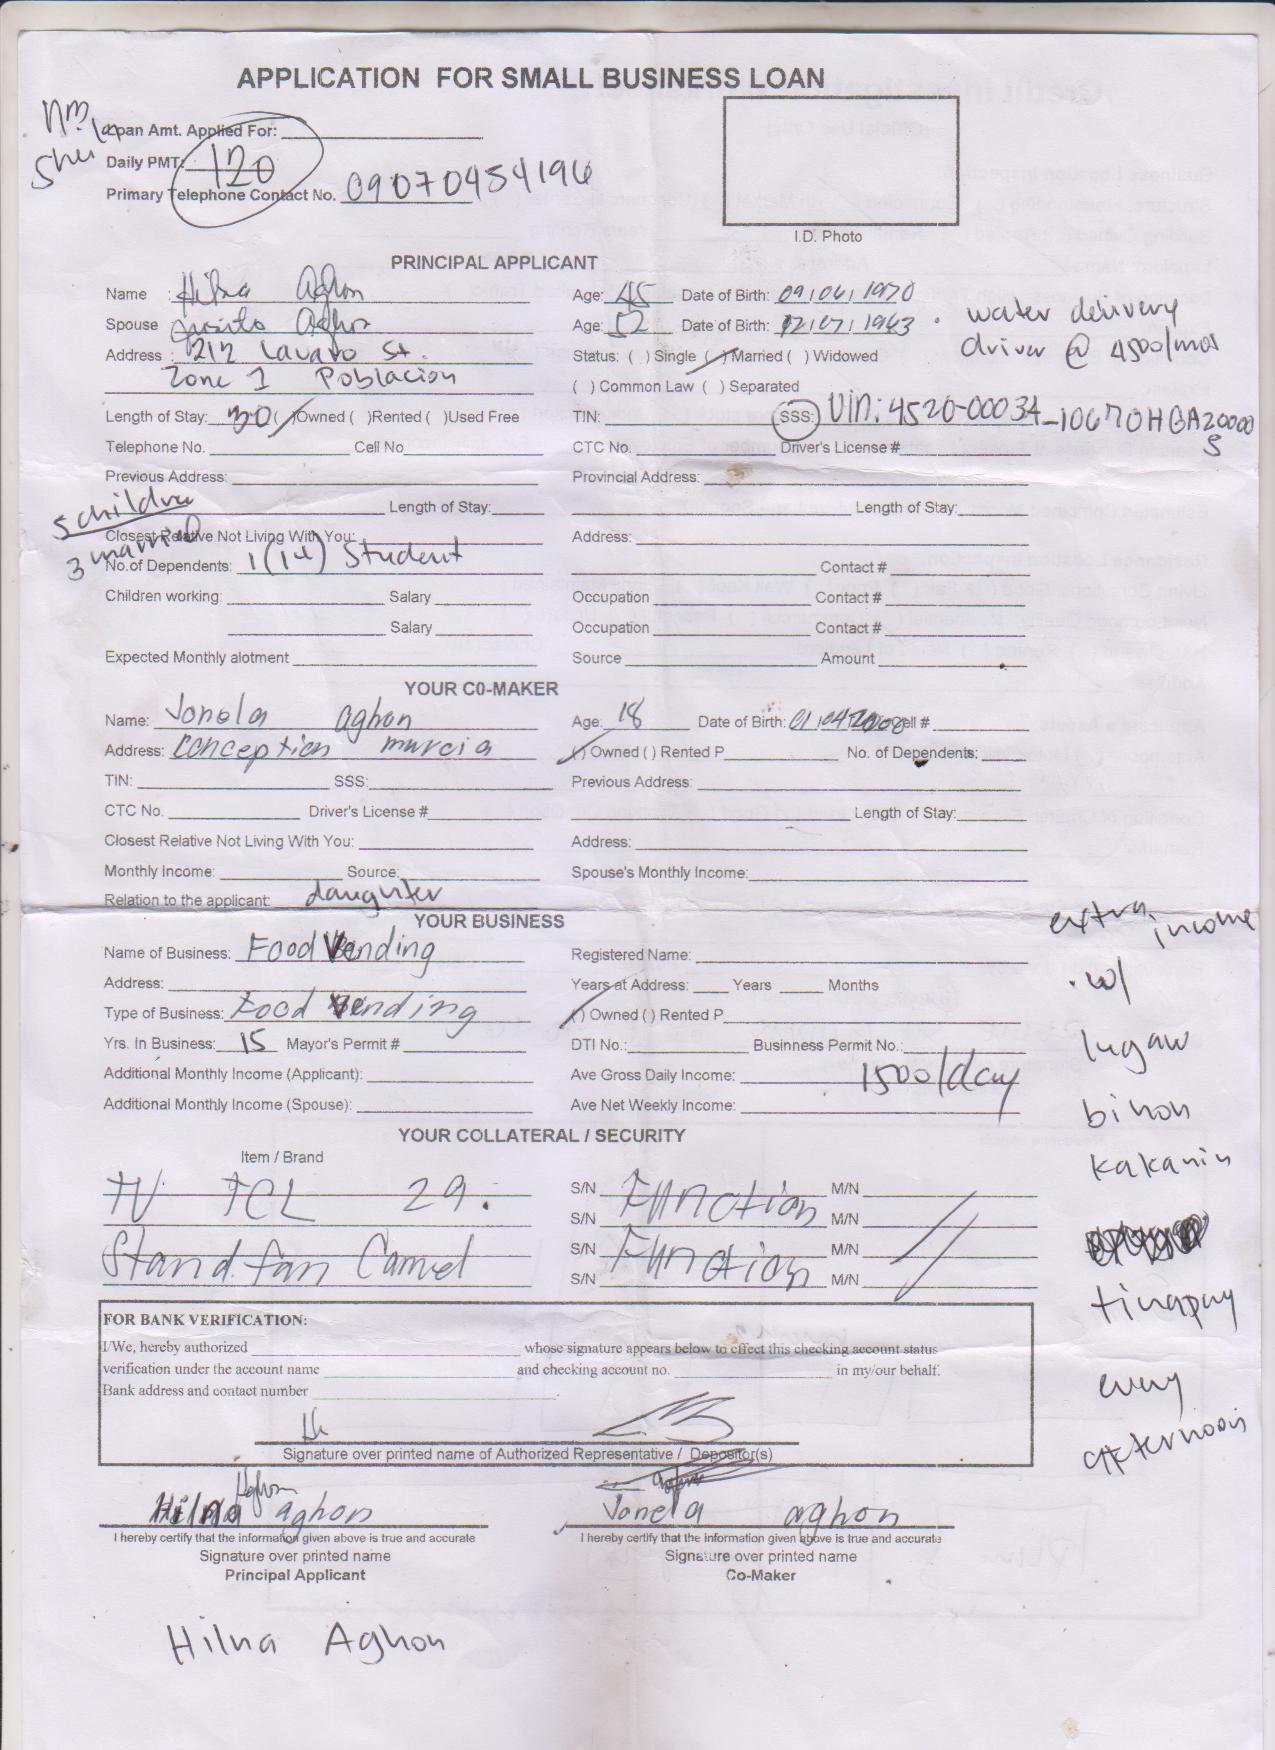 APPLICATION FOR SMALL BUSINESS LOAN
Nm.
Loan Amt. Applied For:
Daily PMT: 120
Primary Telephone Contact No. 09070454196
I.D. Photo
PRINCIPAL APPLICANT
Name : Hilna Aghon Age: 45 Date of Birth: 09/06/1970
Spouse Aghon Age: 52 Date of Birth: 12/07/1963 . water delivery
Address : 212 Lavato St. Status: ( ) Single ( ) Married ( ) Widowed driver @ 4500/mos
Zone 1 Poblacion ( ) Common Law ( ) Separated
Length of Stay: 30 ( )Owned ( )Rented ( )Used Free TIN: SSS: VIN: 4520-0003A-10670HGA20000
Telephone No. Cell No CTC No. Driver's License # 5
Previous Address: Provincial Address:
5 children
Length of Stay: Length of Stay:
3 married
Closest Relative Not Living With You: Address:
No.of Dependents: 1 Student Contact #
Children working: Salary Occupation Contact #
Salary Occupation Contact #
Expected Monthly alotment Source Amount
YOUR C0-MAKER
Name: Jonela aghon Age: 18 Date of Birth: 01/04/2000 Cell #
Address: Conception murcia ( ) Owned ( ) Rented P No. of Dependents:
TIN: SSS: Previous Address:
CTC No. Driver's License # Length of Stay:
Closest Relative Not Living With You: Address:
Monthly Income: Source: Spouse's Monthly Income:
Relation to the applicant: daughter
YOUR BUSINESS
extra income
Name of Business: Food Vending Registered Name:
Address: Years at Address: Years Months
. w/
Type of Business: Food Vending ( ) Owned ( ) Rented P
Yrs. In Business: 15 Mayor's Permit # DTI No.: Businness Permit No.:
lugaw
Additional Monthly Income (Applicant): Ave Gross Daily Income: 1500/day
Additional Monthly Income (Spouse): Ave Net Weekly Income:
binon
YOUR COLLATERAL / SECURITY
Item / Brand
kakanin
TV TCL 29. S/N Function M/N
S/N M/N
Stand fan Camel S/N Function M/N
S/N M/N
tinapay
FOR BANK VERIFICATION:
I/We, hereby authorized whose signature appears below to effect this checking account status
verification under the account name and checking account no. in my/our behalf.
Bank address and contact number
every
afternoon
Signature over printed name of Authorized Representative / Depositor(s)
Aghon
Hilna aghon Jonela aghon
I hereby certify that the information given above is true and accurate I hereby certify that the information given above is true and accurate
Signature over printed name Signature over printed name
Principal Applicant Co-Maker
Hilna Aghon